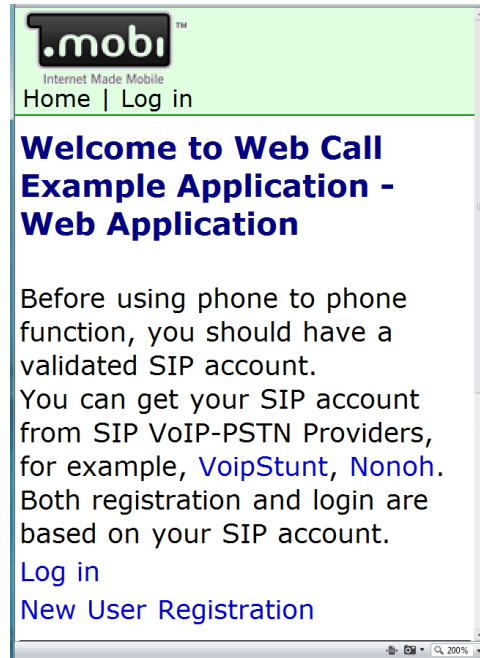 .mobi™
Internet Made Mobile
Home | Log in
Welcome to Web Call
Example Application -
Web Application
Before using phone to phone
function, you should have a
validated SIP account.
You can get your SIP account
from SIP VoIP-PSTN Providers,
for example, VoipStunt, Nonoh.
Both registration and login are
based on your SIP account.
Log in
New User Registration
200%